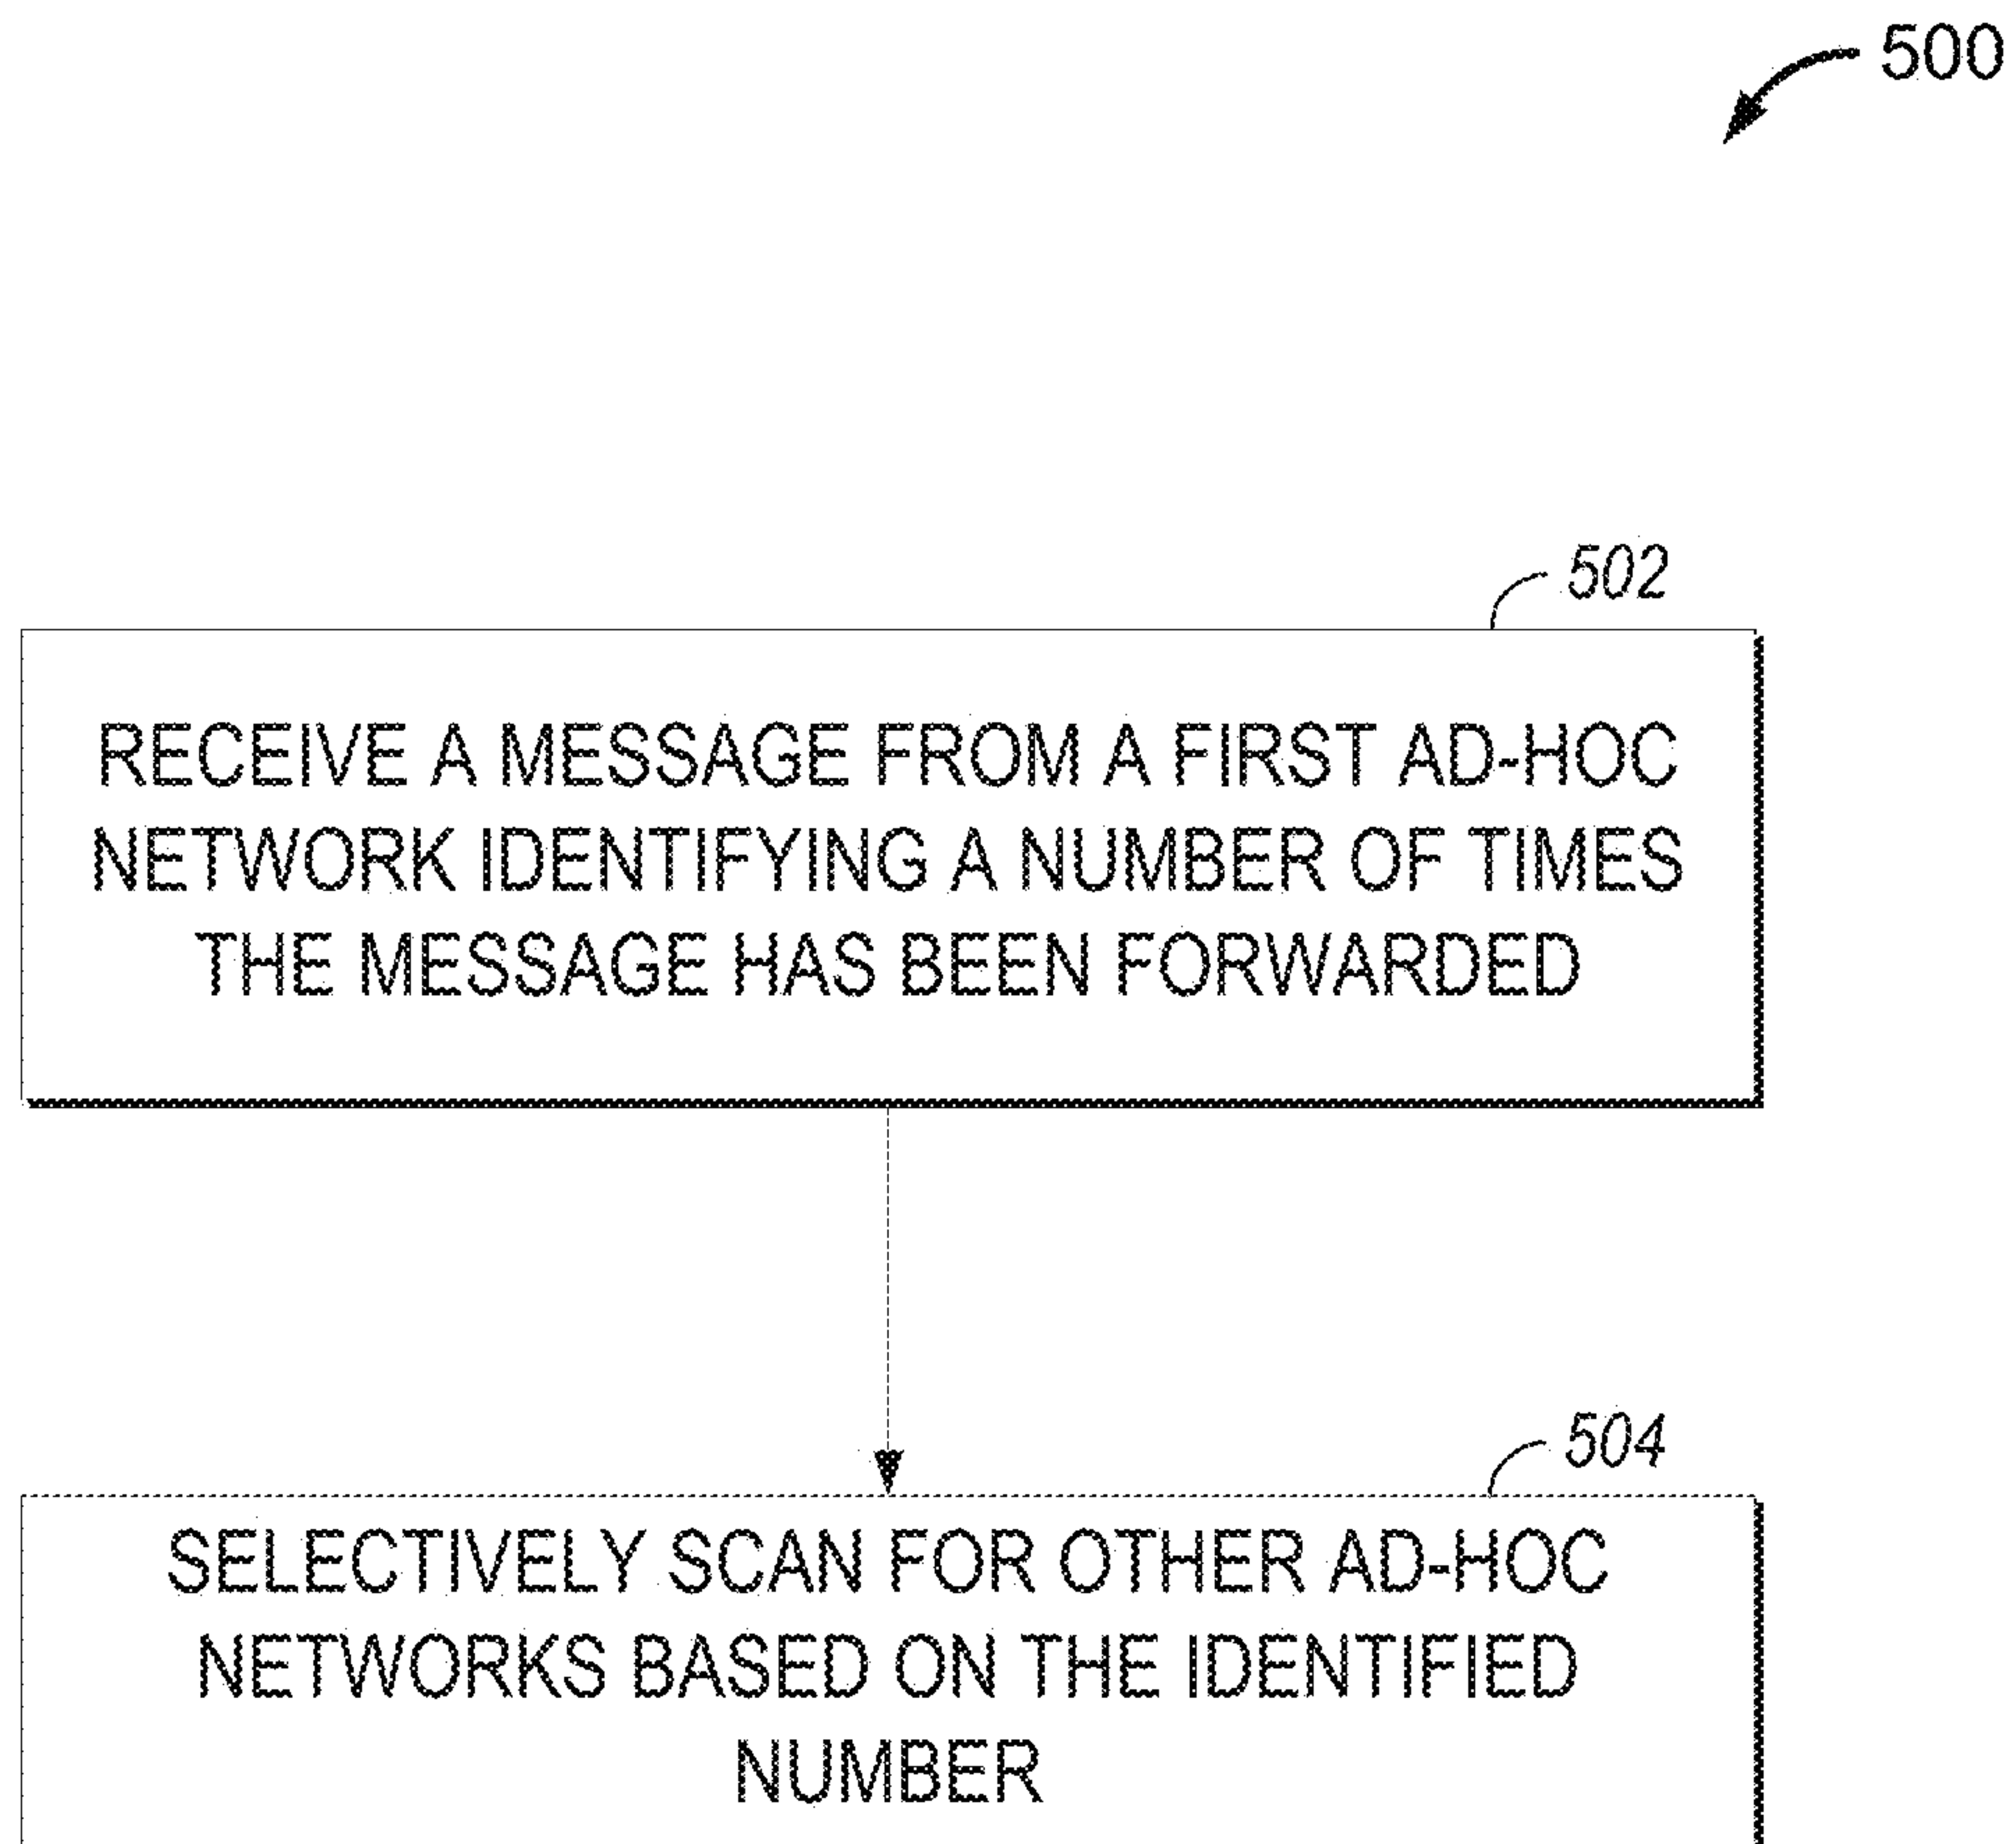 500
502
RECEIVE A MESSAGE FROM A FIRST AD-HOC
NETWORK IDENTIFYING A NUMBER OF TIMES
THE MESSAGE HAS BEEN FORWARDED
504
SELECTIVELY SCAN FOR OTHER AD-HOC
NETWORKS BASED ON THE IDENTIFIED
NUMBER